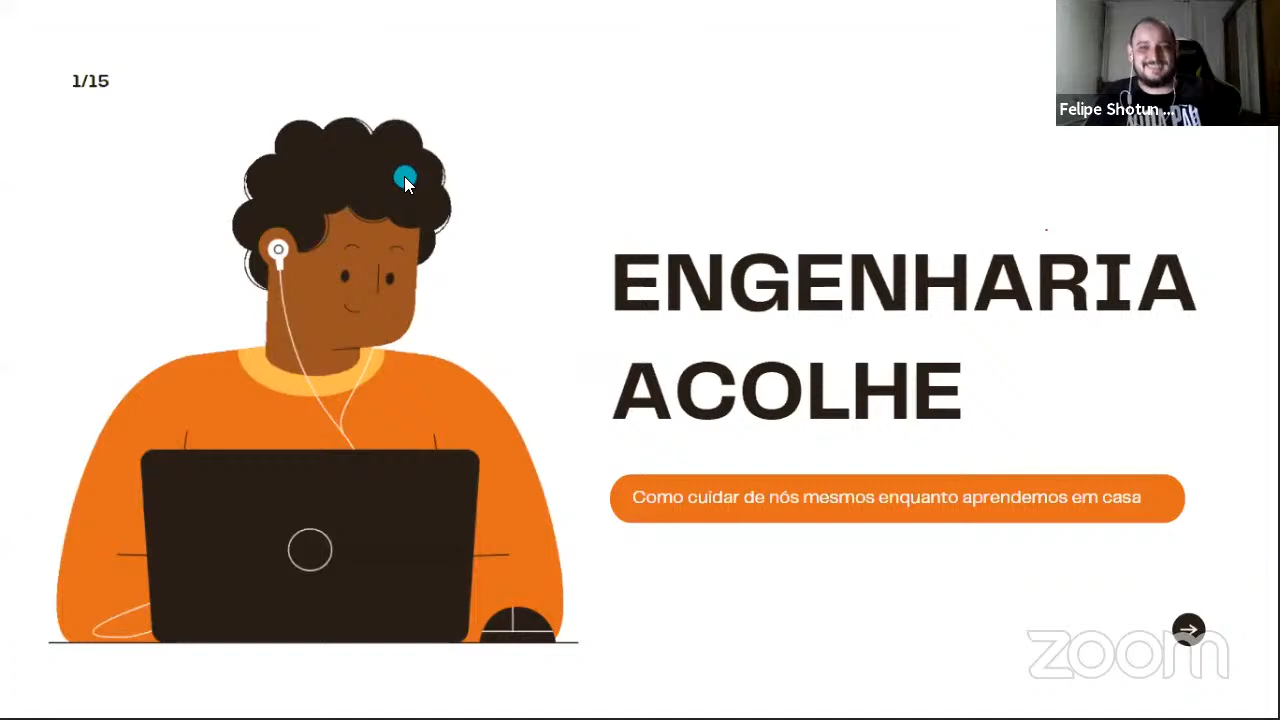 1/15
Felipe Shotun ...
ENGENHARIA
ACOLHE
Como cuidar de nós mesmos enquanto aprendemos em casa
zoom